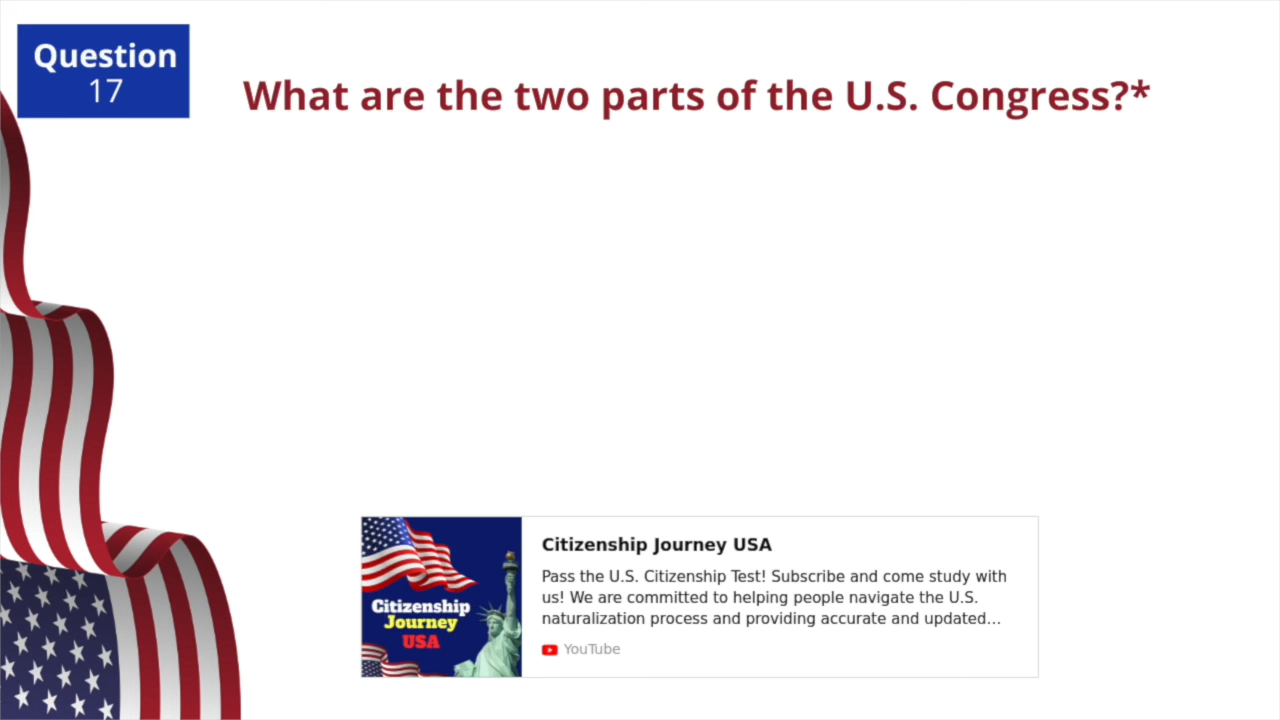 Question
17
What are the two parts of the U.S. Congress?*
Citizenship
Journey
USA
Citizenship Journey USA
Pass the U.S. Citizenship Test! Subscribe and come study with
us! We are committed to helping people navigate the U.S.
naturalization process and providing accurate and updated...
YouTube